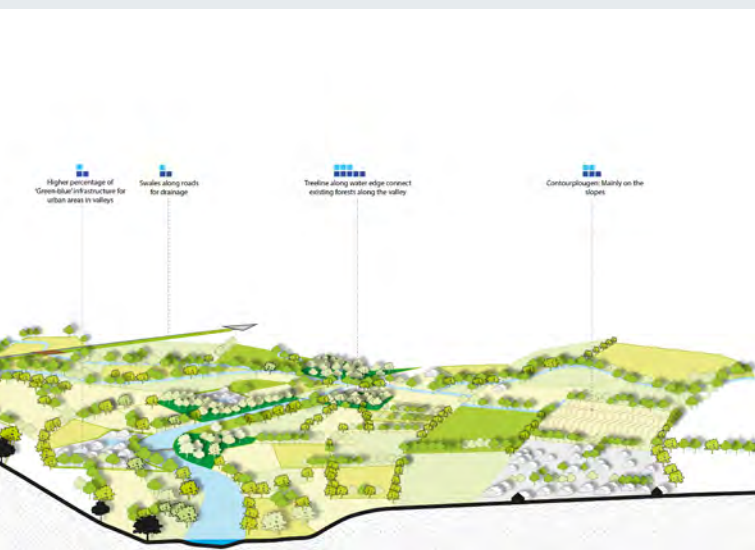 Higher percentage of
'Green-blue' infrastructure for
urban areas in valleys
Swales along roads
for drainage
Treeline along water edge connect
existing forests along the valley
Contourplougen: Mainly on the
slopes